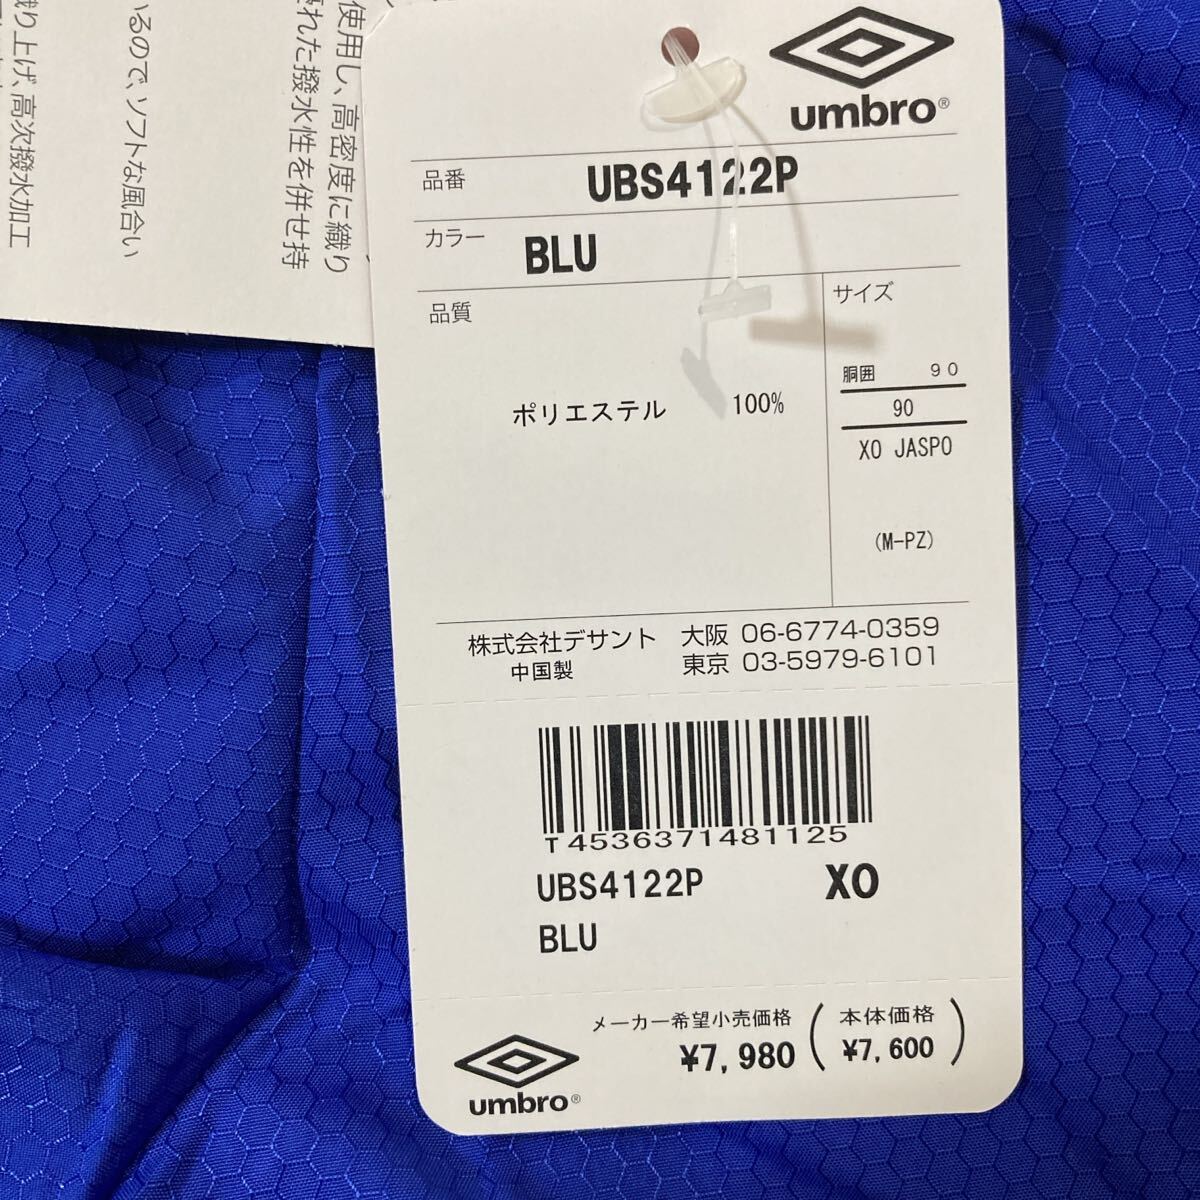 使用し、高密度に織り
れた撥水性を併せ持
るので、ソフトな風合い
織り上げ、高次撥水加工
umbro®
品番 UBS4122P
カラー BLU
品質
ポリエステル 100%
サイズ
胴囲 90
90
XO JASPO
(M-PZ)
株式会社デサント 大阪 06-6774-0359
中国製 東京 03-5979-6101
T4536371481125
UBS4122P XO
BLU
umbro®
メーカー希望小売価格 (本体価格
¥7,980 ¥7,600)